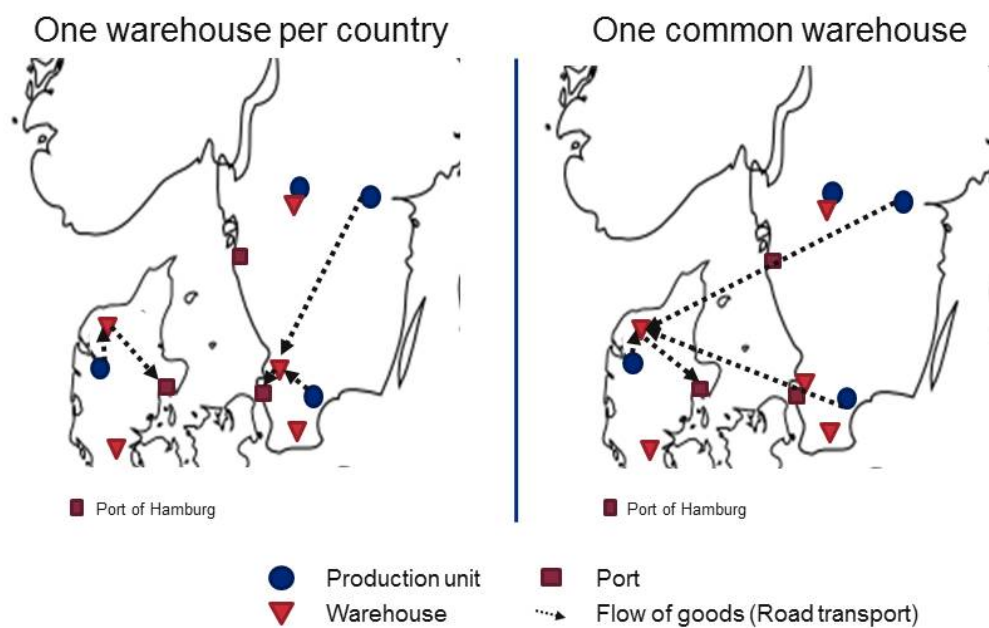 One warehouse per country
One common warehouse
Port of Hamburg
Port of Hamburg
Production unit
Port
Warehouse
Flow of goods (Road transport)